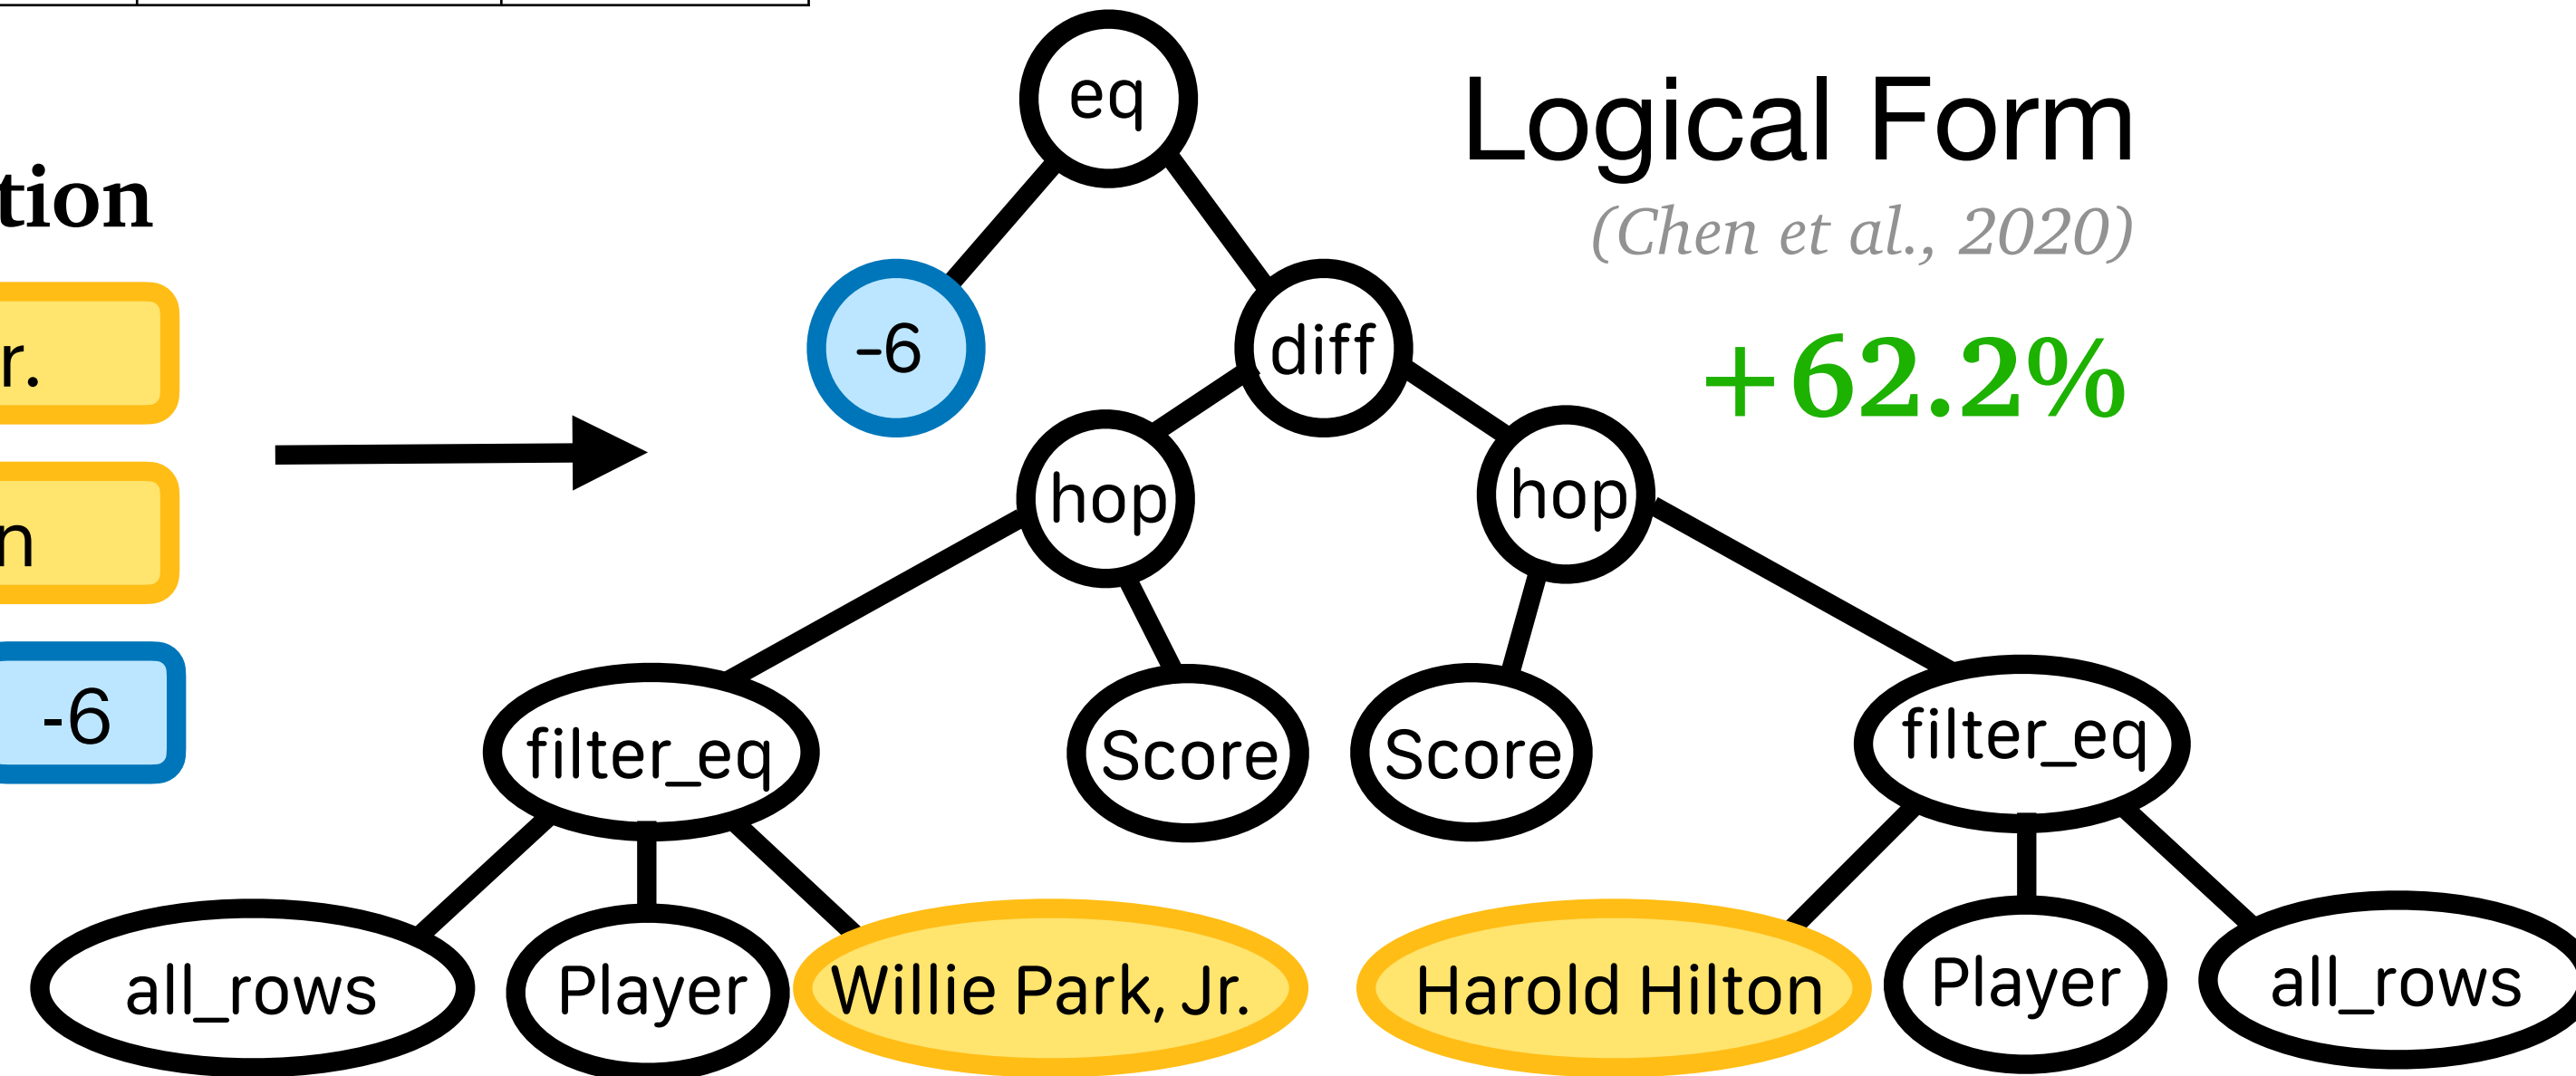 eq
Logical Form
(Chen et al., 2020)
-6
diff
+62.2%
hop
hop
-6
filter_eq
Score
Score
filter_eq
all_rows
Player
Willie Park, Jr.
Harold Hilton
Player
all_rows